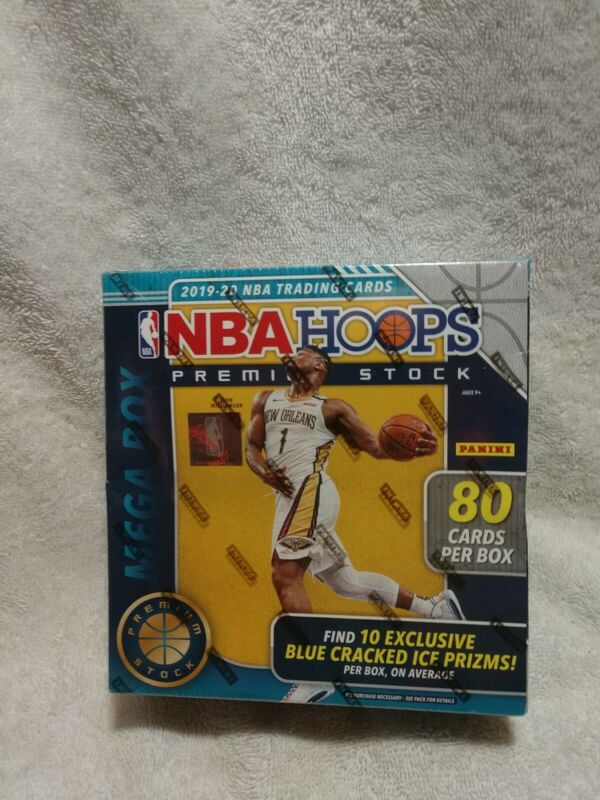 2019-20 NBA TRADING CARDS
NBA HOOPS
PREMI STOCK
AGES 9+
MEGA BOX
NEW ORLEANS
1
PANINI
80
CARDS
PER BOX
PREMIUM
STOCK
FIND 10 EXCLUSIVE
BLUE CRACKED ICE PRIZMS!
PER BOX, ON AVERAGE
NO PURCHASE NECESSARY - SEE PACK FOR DETAILS